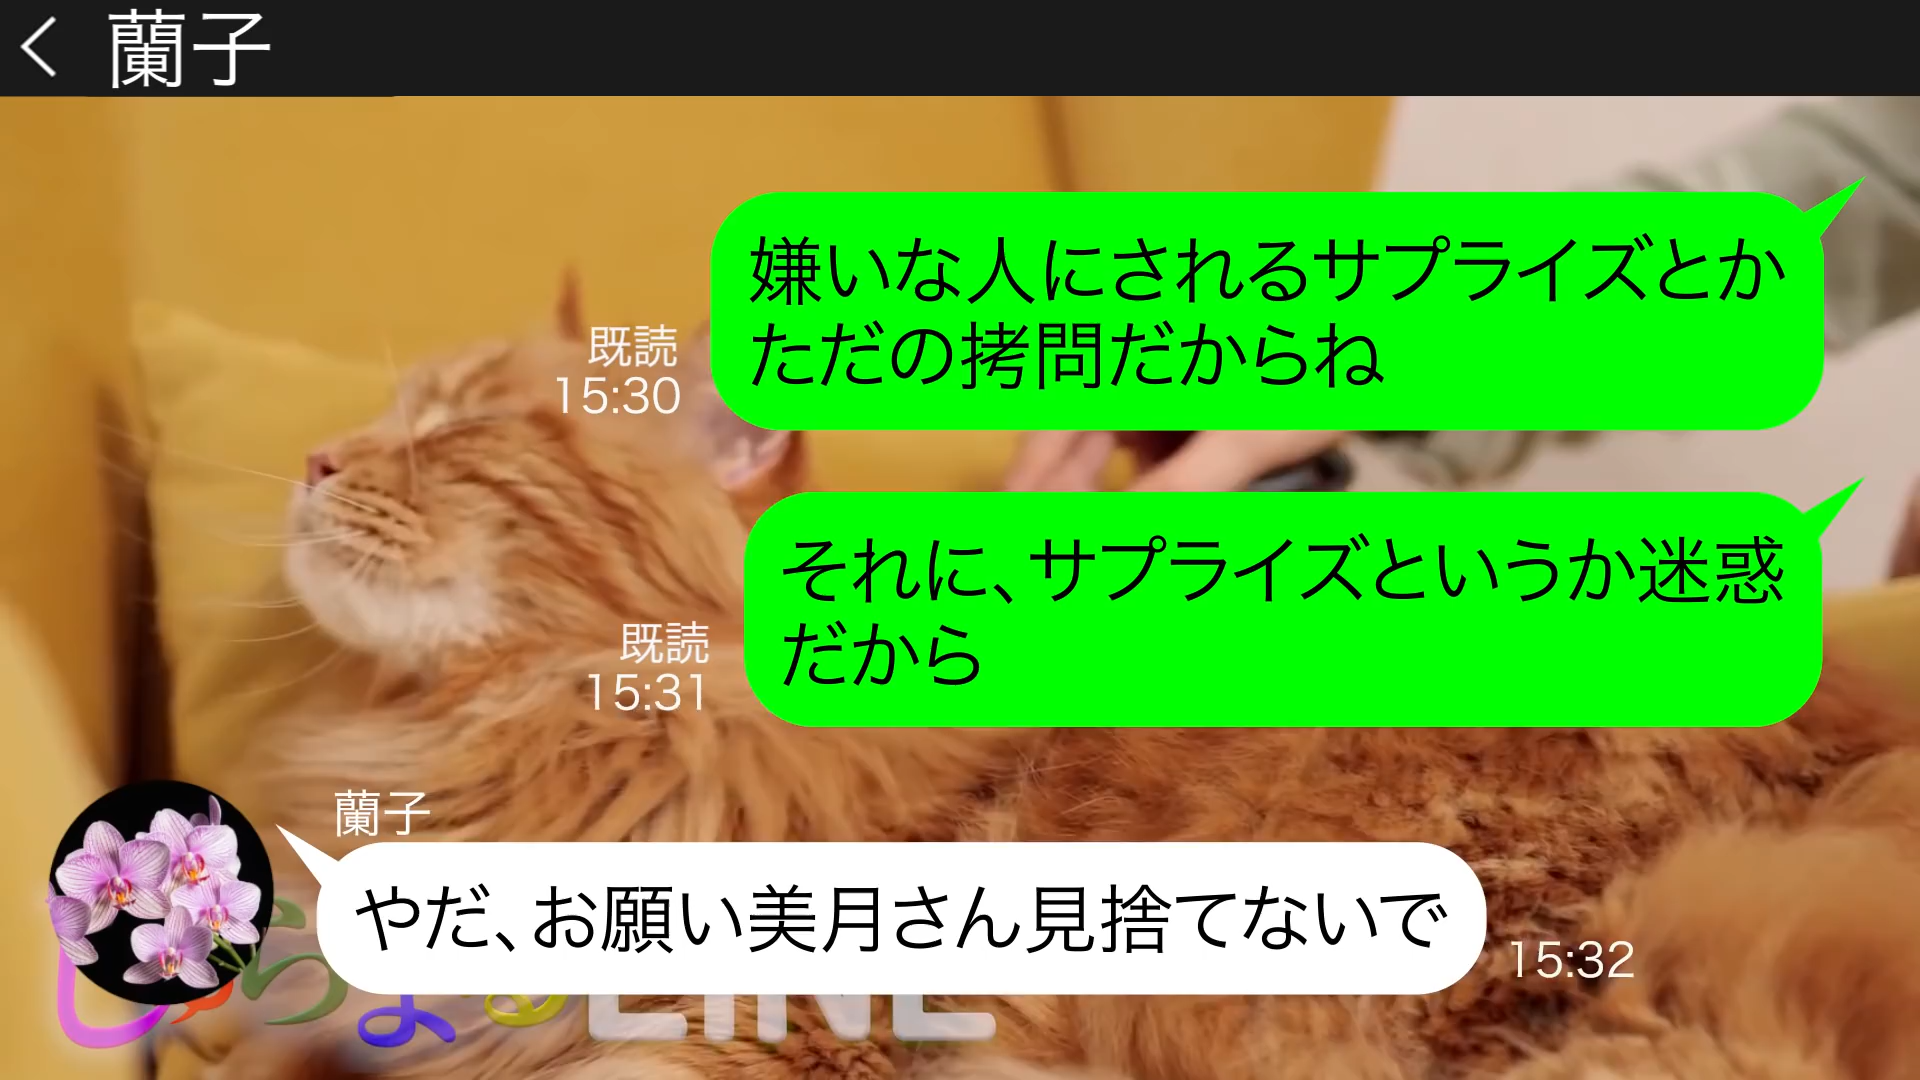 蘭子
嫌いな人にされるサプライズとか
ただの拷問だからね
既読
15:30
それに、サプライズというか迷惑
だから
既読
15:31
蘭子
やだ、お願い美月さん見捨てないで
15:32
LINE